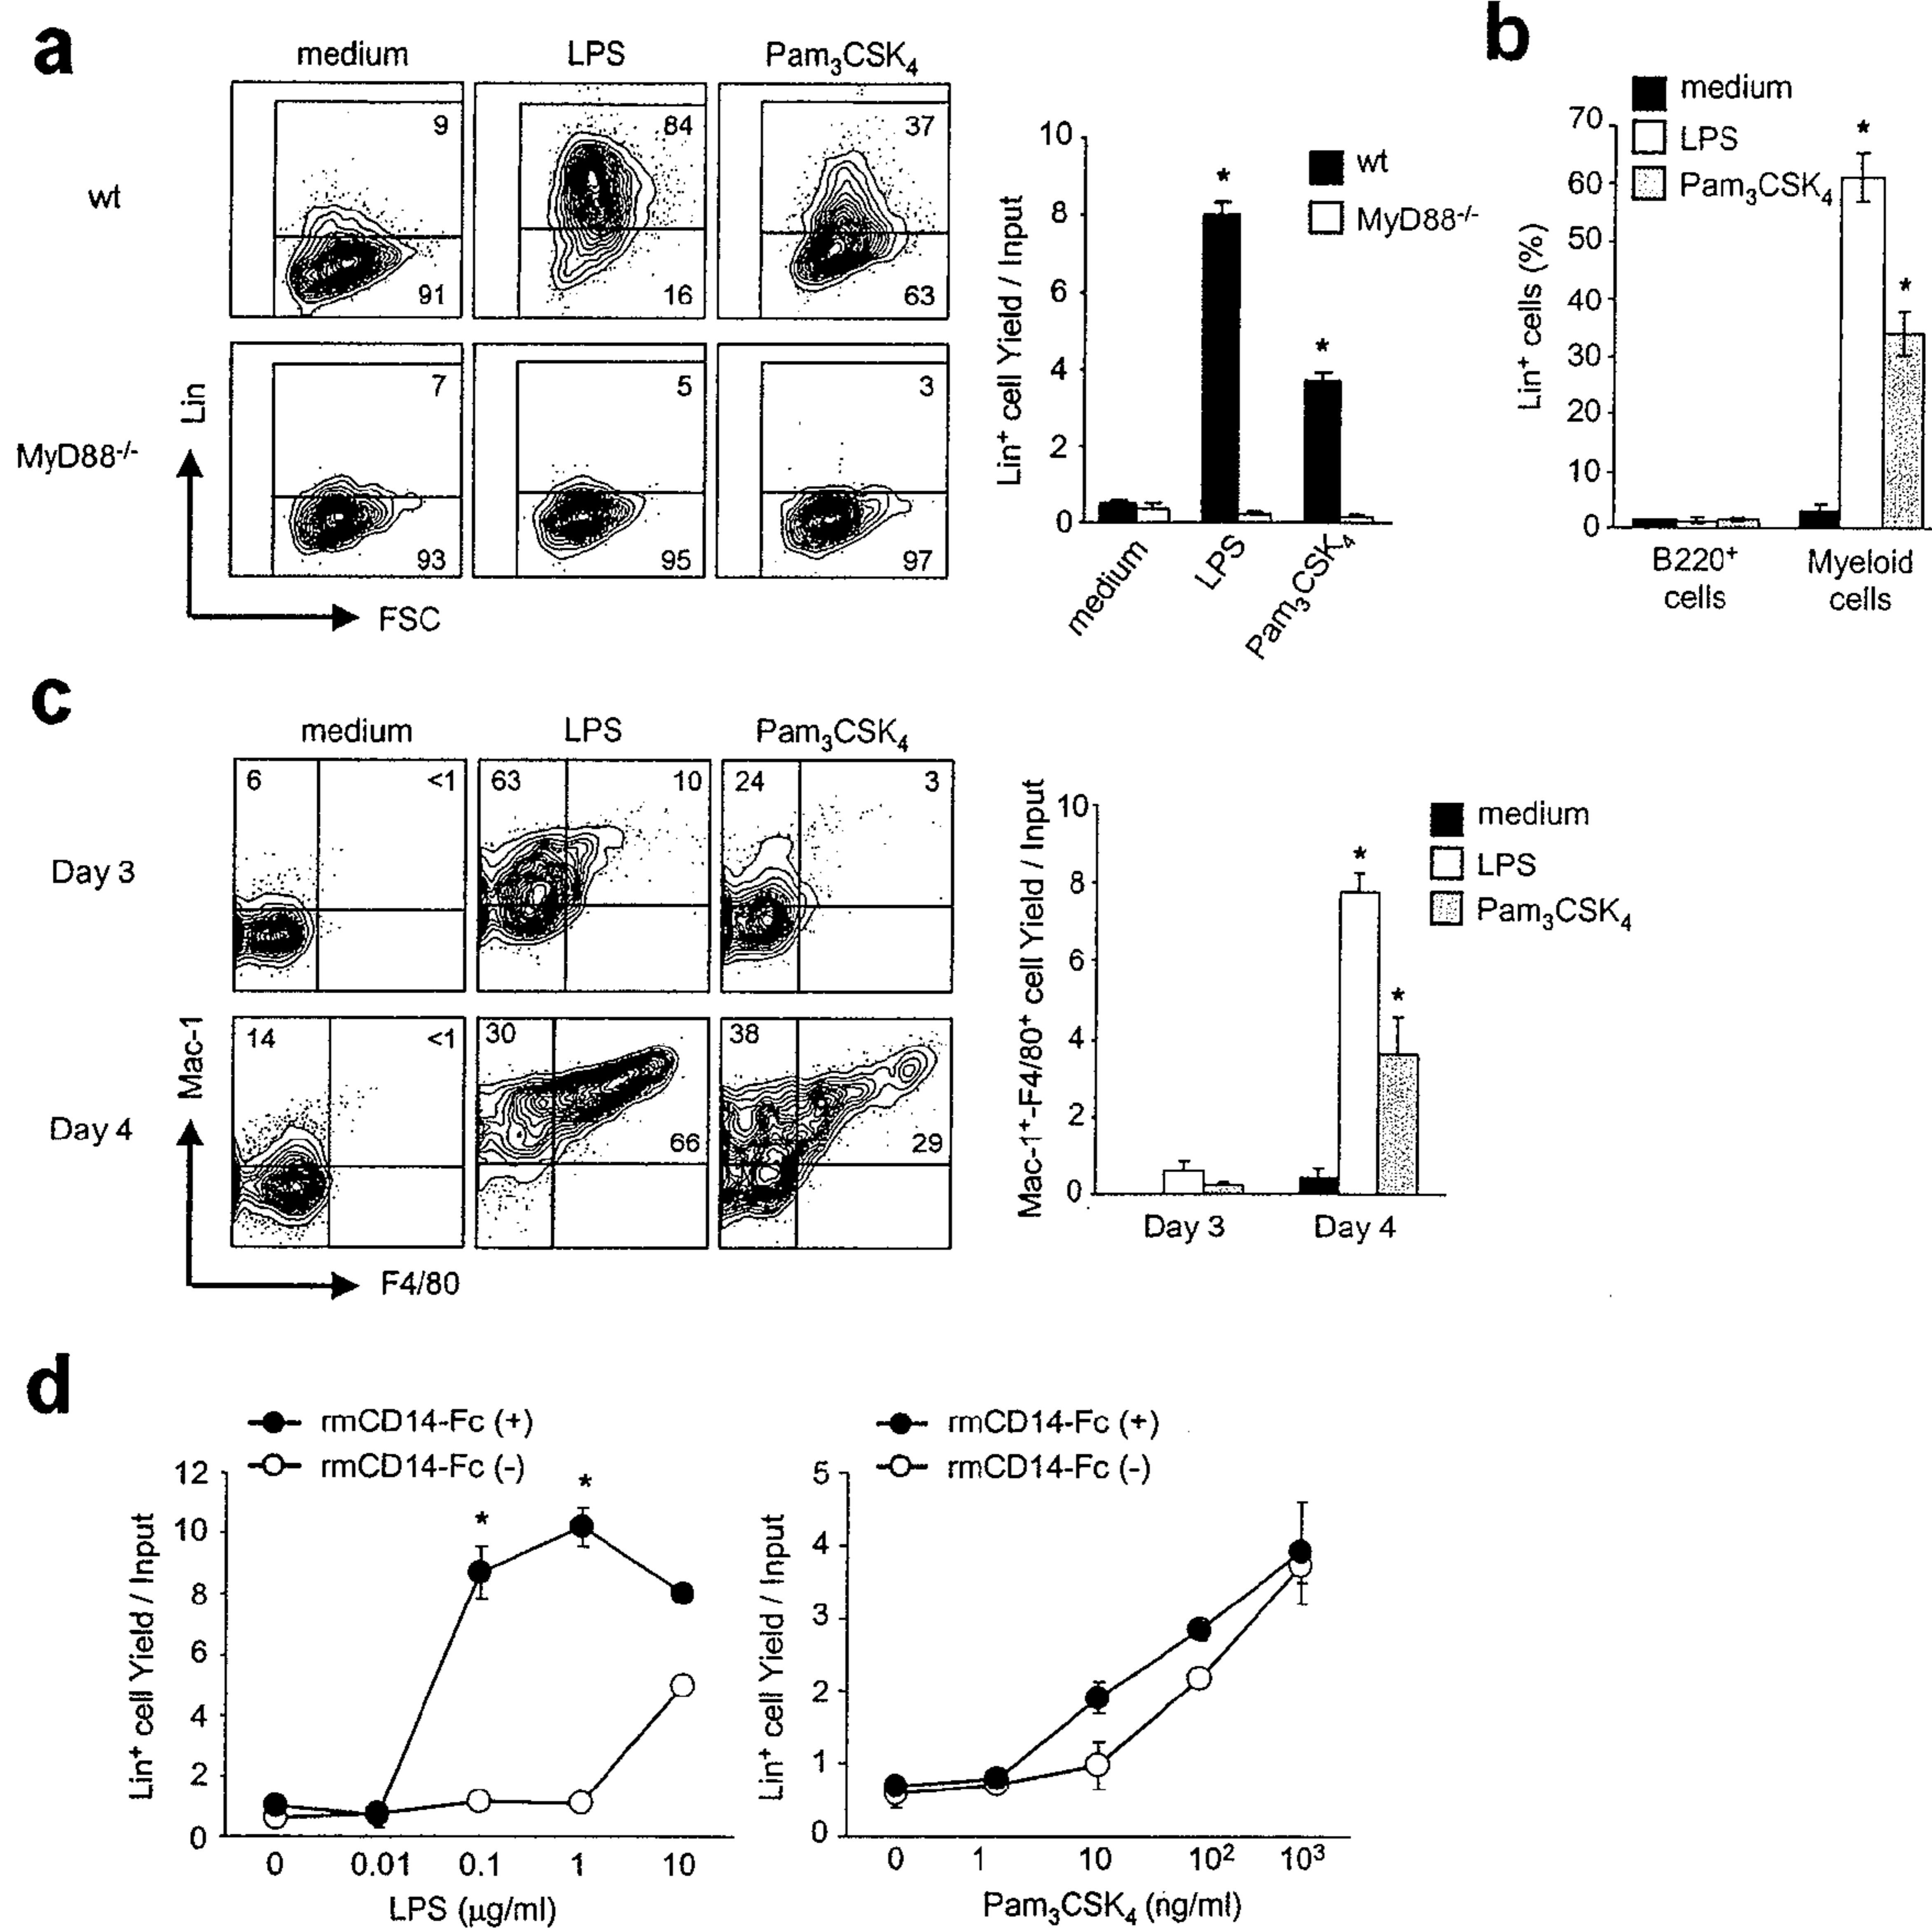 a
medium LPS Pam3CSK4
wt
9 84 37
91 16 63
MyD88-/-
7 5 3
93 95 97
Lin
FSC
Lin+ cell Yield / Input
10
8
6
4
2
0
wt
MyD88-/-
* *
medium LPS Pam3CSK4
b
medium
LPS
Pam3CSK4
Lin+ cells (%)
70
60
50
40
30
20
10
0
* *
B220+ cells
Myeloid cells
c
medium LPS Pam3CSK4
Day 3
6 <1 63 10 24 3
Day 4
14 <1 30 38
66 29
Mac-1
F4/80
Mac-1+-F4/80+ cell Yield / Input
10
8
6
4
2
0
* *
Day 3 Day 4
medium
LPS
Pam3CSK4
d
rmCD14-Fc (+)
rmCD14-Fc (-)
Lin+ cell Yield / Input
12
10
8
6
4
2
0
* *
0 0.01 0.1 1 10
LPS (μg/ml)
rmCD14-Fc (+)
rmCD14-Fc (-)
Lin+ cell Yield / Input
5
4
3
2
1
0
0 1 10 10² 10³
Pam3CSK4 (ng/ml)